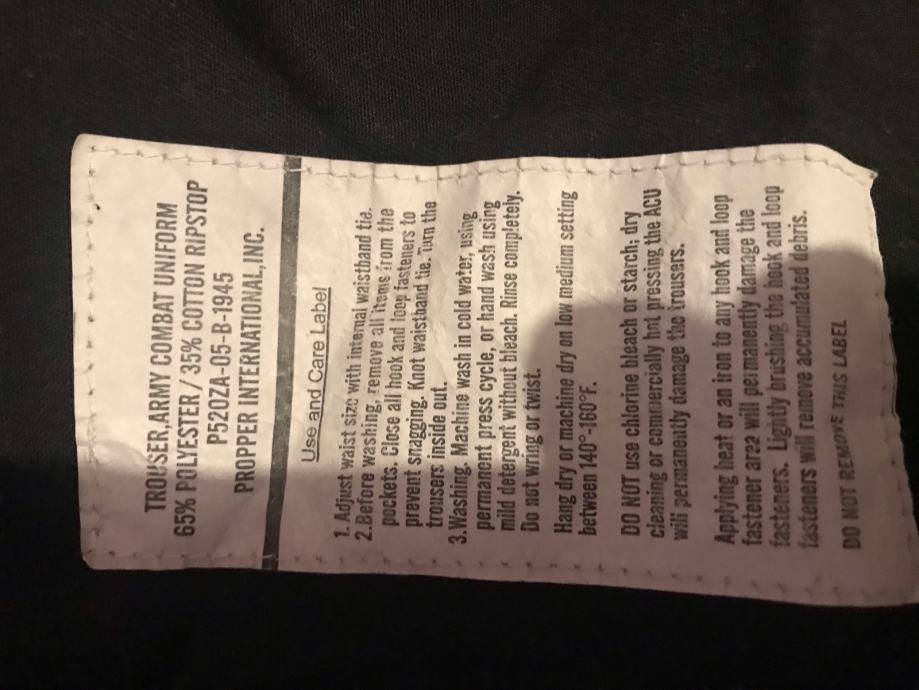 TROUSER,ARMY COMBAT UNIFORM
65% POLYESTER / 35% COTTON RIPSTOP
P52DZA-05-B-1945
PROPPER INTERNATIONAL,INC.
Use and Care Label
1. Adjust waist size with internal waistband tie.
2.Before washing, remove all items from the
pockets. Close all hook and loop fasteners to
prevent snagging. Knot waistband tie. Turn the
trousers inside out.
3.Washing. Machine wash in cold water, using
permanent press cycle, or hand wash using
mild detergent without bleach. Rinse completely.
Do not wring or twist.
Hang dry or machine dry on low medium setting
between 140°-160°F.
DO NOT use chlorine bleach or starch; dry
cleaning or commercially hot pressing the ACU
will permanently damage the trousers.
Applying heat or an iron to any hook and loop
fastener area will permanently damage the
fasteners. Lightly brushing the hook and loop
fasteners will remove accumulated debris.
DO NOT REMOVE THIS LABEL